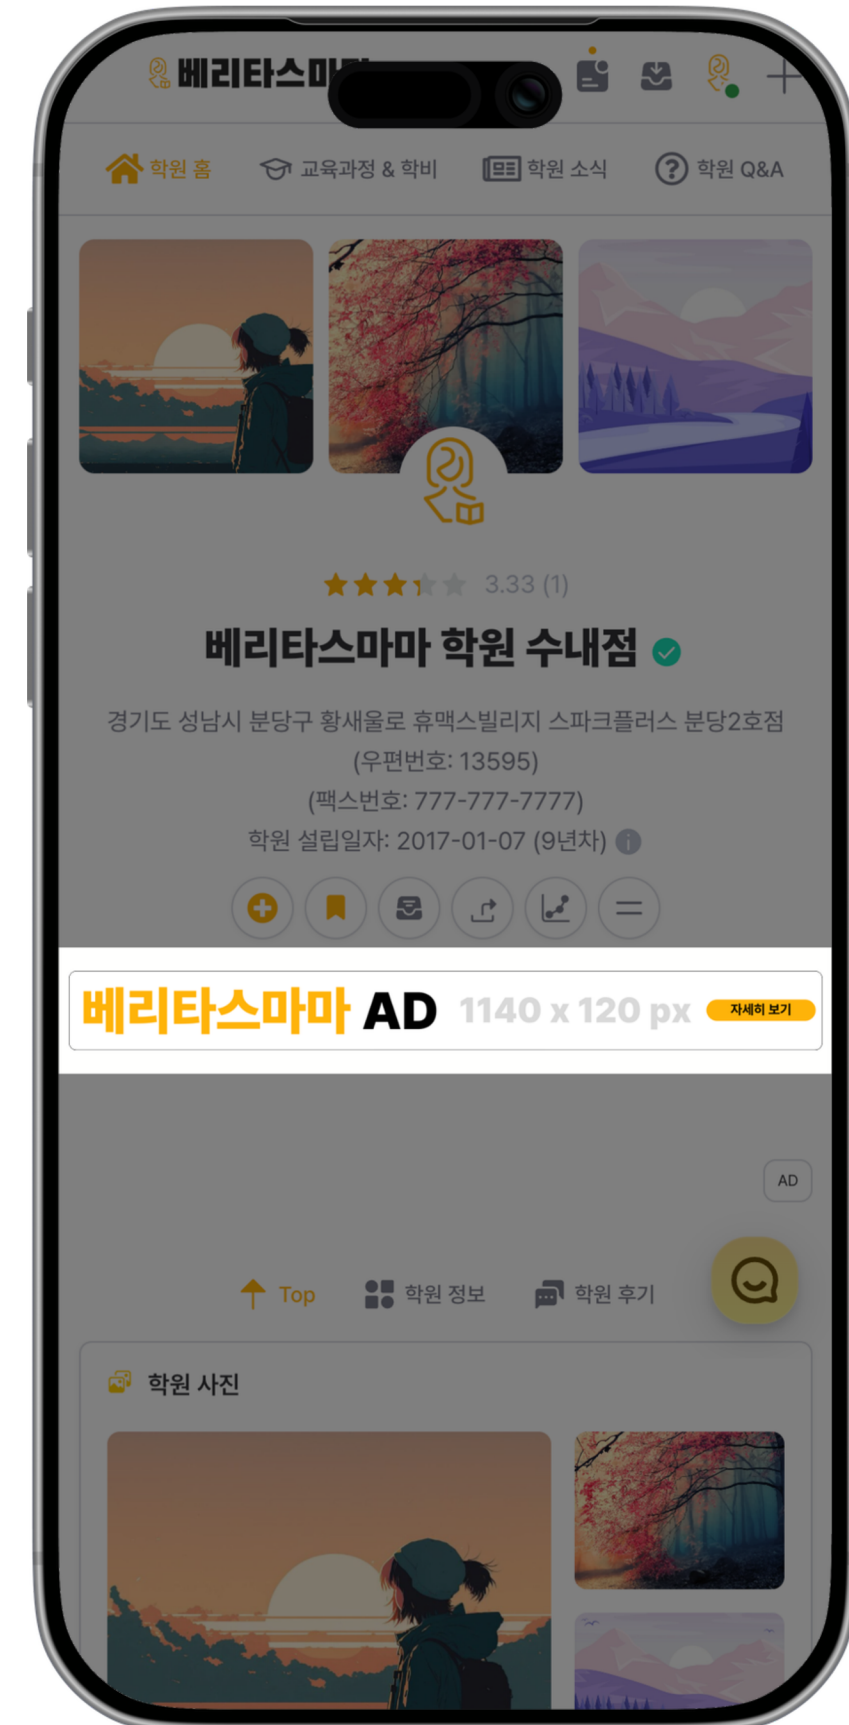 베리타스마마
학원 홈 교육과정 & 학비 학원 소식 학원 Q&A
3.33 (1)
베리타스마마 학원 수내점
경기도 성남시 분당구 황새울로 휴맥스빌리지 스파크플러스 분당2호점
(우편번호: 13595)
(팩스번호: 777-777-7777)
학원 설립일자: 2017-01-07 (9년차)
베리타스마마 AD 1140 x 120 px 자세히 보기
AD
Top 학원 정보 학원 후기
학원 사진